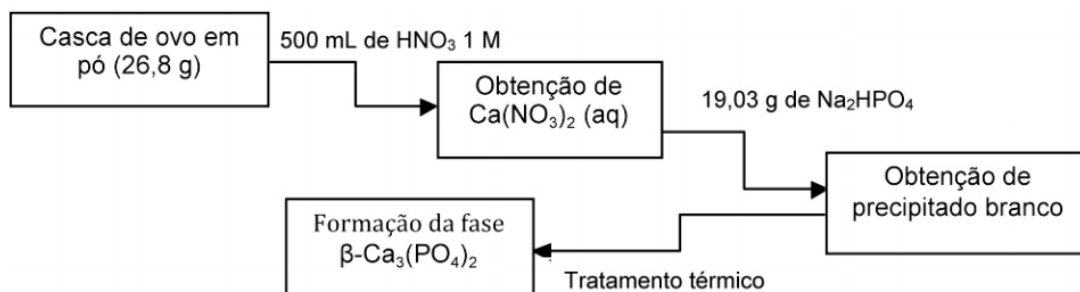 Casca de ovo em
pó (26,8 g)
500 mL de HNO₃ 1 M
Obtenção de
Ca(NO₃)₂ (aq)
19,03 g de Na₂HPO₄
Obtenção de
precipitado branco
Tratamento térmico
Formação da fase
β-Ca₃(PO₄)₂